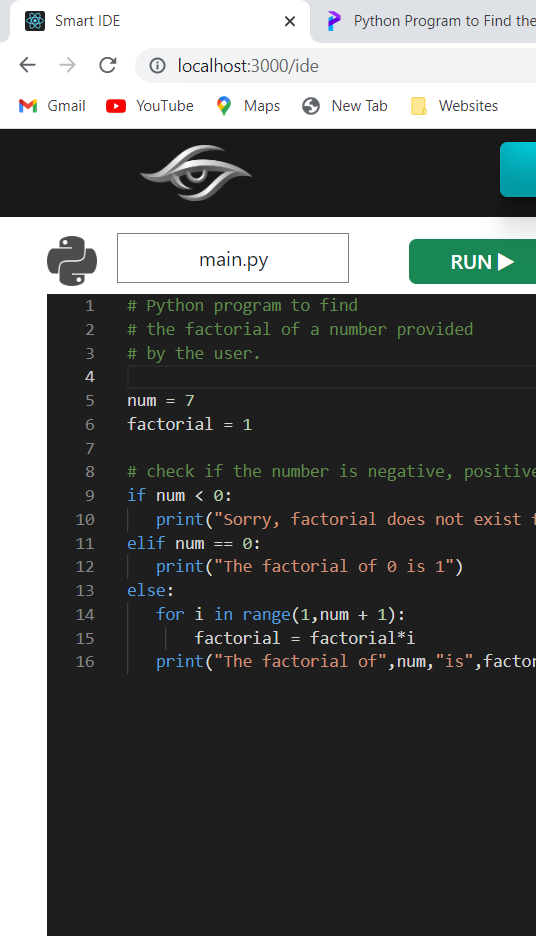 Smart IDE
Python Program to Find the
localhost:3000/ide
Gmail YouTube Maps New Tab Websites
main.py
RUN
1 # Python program to find
2 # the factorial of a number provided
3 # by the user.
4
5 num = 7
6 factorial = 1
7
8 # check if the number is negative, positive
9 if num < 0:
10 print("Sorry, factorial does not exist
11 elif num == 0:
12 print("The factorial of 0 is 1")
13 else:
14 for i in range(1,num + 1):
15 factorial = factorial*i
16 print("The factorial of",num,"is",factor